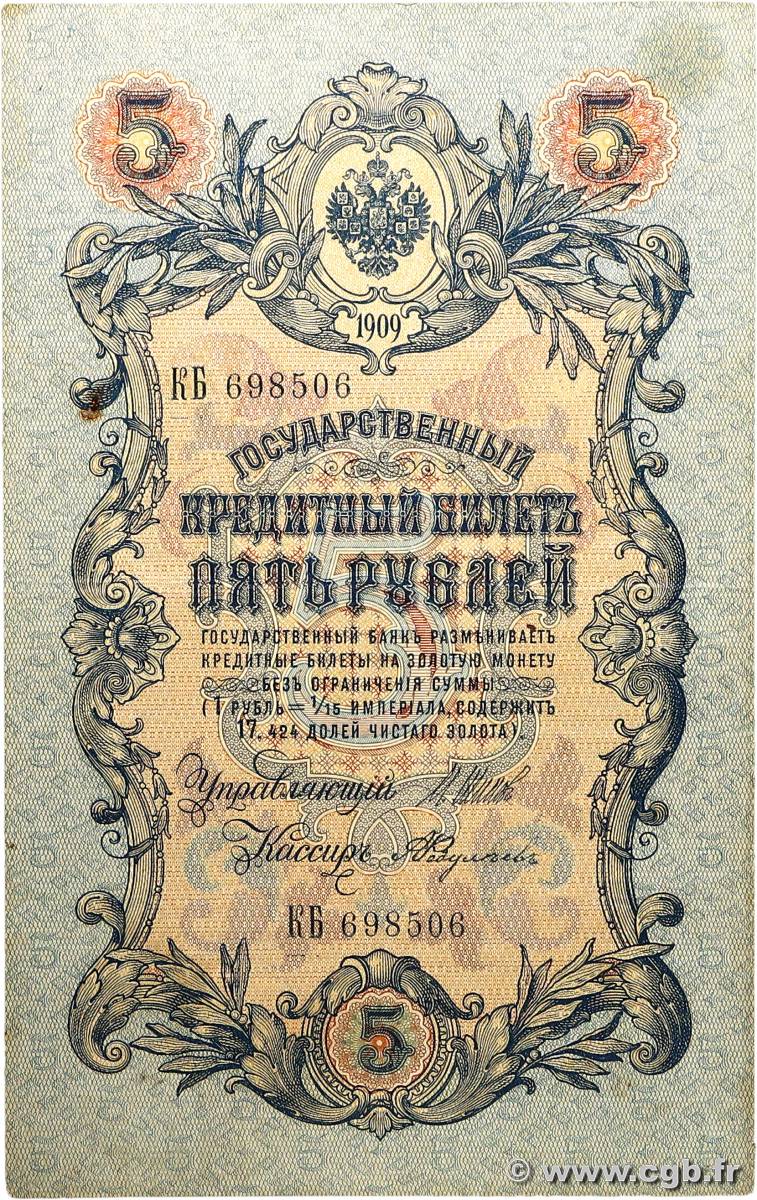 5 5
1909
КБ 698506
ГОСУДАРСТВЕННЫЙ
КРЕДИТНЫЙ БИЛЕТЪ
ПЯТЬ РУБЛЕЙ
ГОСУДАРСТВЕННЫЙ БАНКЪ РАЗМѢНИВАЕТЪ
КРЕДИТНЫЕ БИЛЕТЫ НА ЗОЛОТУЮ МОНЕТУ
БЕЗЪ ОГРАНИЧЕНІЯ СУММЫ
(1 РУБЛЬ = 1/15 ИМПЕРІАЛА, СОДЕРЖИТЪ
17,424 ДОЛЕЙ ЧИСТАГО ЗОЛОТА).
Управляющій
Кассиръ
КБ 698506
5
© www.cgb.fr